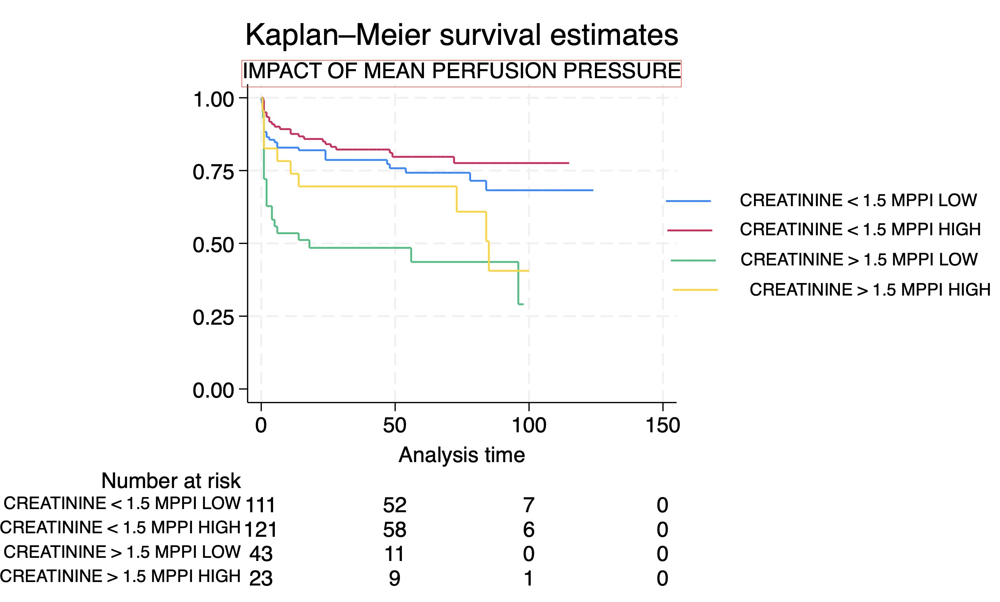 Kaplan–Meier survival estimates
IMPACT OF MEAN PERFUSION PRESSURE
1.00
0.75
0.50
0.25
0.00
0 50 100 150
Analysis time
CREATININE < 1.5 MPPI LOW
CREATININE < 1.5 MPPI HIGH
CREATININE > 1.5 MPPI LOW
CREATININE > 1.5 MPPI HIGH
Number at risk
CREATININE < 1.5 MPPI LOW 111 52 7 0
CREATININE < 1.5 MPPI HIGH 121 58 6 0
CREATININE > 1.5 MPPI LOW 43 11 0 0
CREATININE > 1.5 MPPI HIGH 23 9 1 0